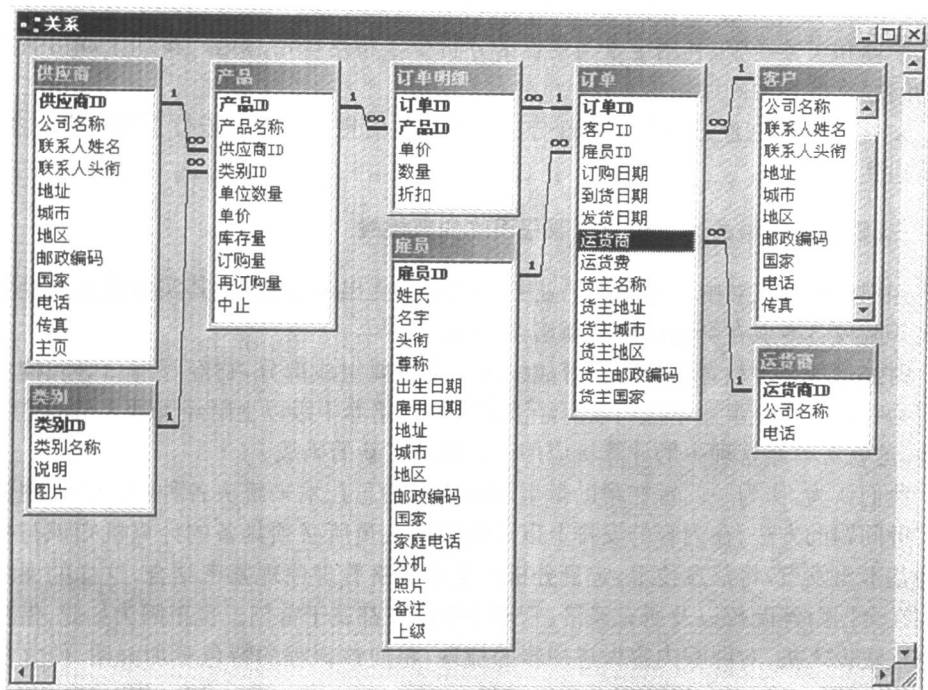 关系
供应商
供应商ID
公司名称
联系人姓名
联系人头衔
地址
城市
地区
邮政编码
国家
电话
传真
主页
类别
类别ID
类别名称
说明
图片
产品
产品ID
产品名称
供应商ID
类别ID
单位数量
单价
库存量
订购量
再订购量
中止
订单明细
订单ID
产品ID
单价
数量
折扣
雇员
雇员ID
姓氏
名字
头衔
尊称
出生日期
雇用日期
地址
城市
地区
邮政编码
国家
家庭电话
分机
照片
备注
上级
订单
订单ID
客户ID
雇员ID
订购日期
到货日期
发货日期
运货商
运货费
货主名称
货主地址
货主城市
货主地区
货主邮政编码
货主国家
客户
公司名称
联系人姓名
联系人头衔
地址
城市
地区
邮政编码
国家
电话
传真
运货商
运货商ID
公司名称
电话
1
∞
∞
1
1
∞
∞
1
∞
1
1
∞
∞
1